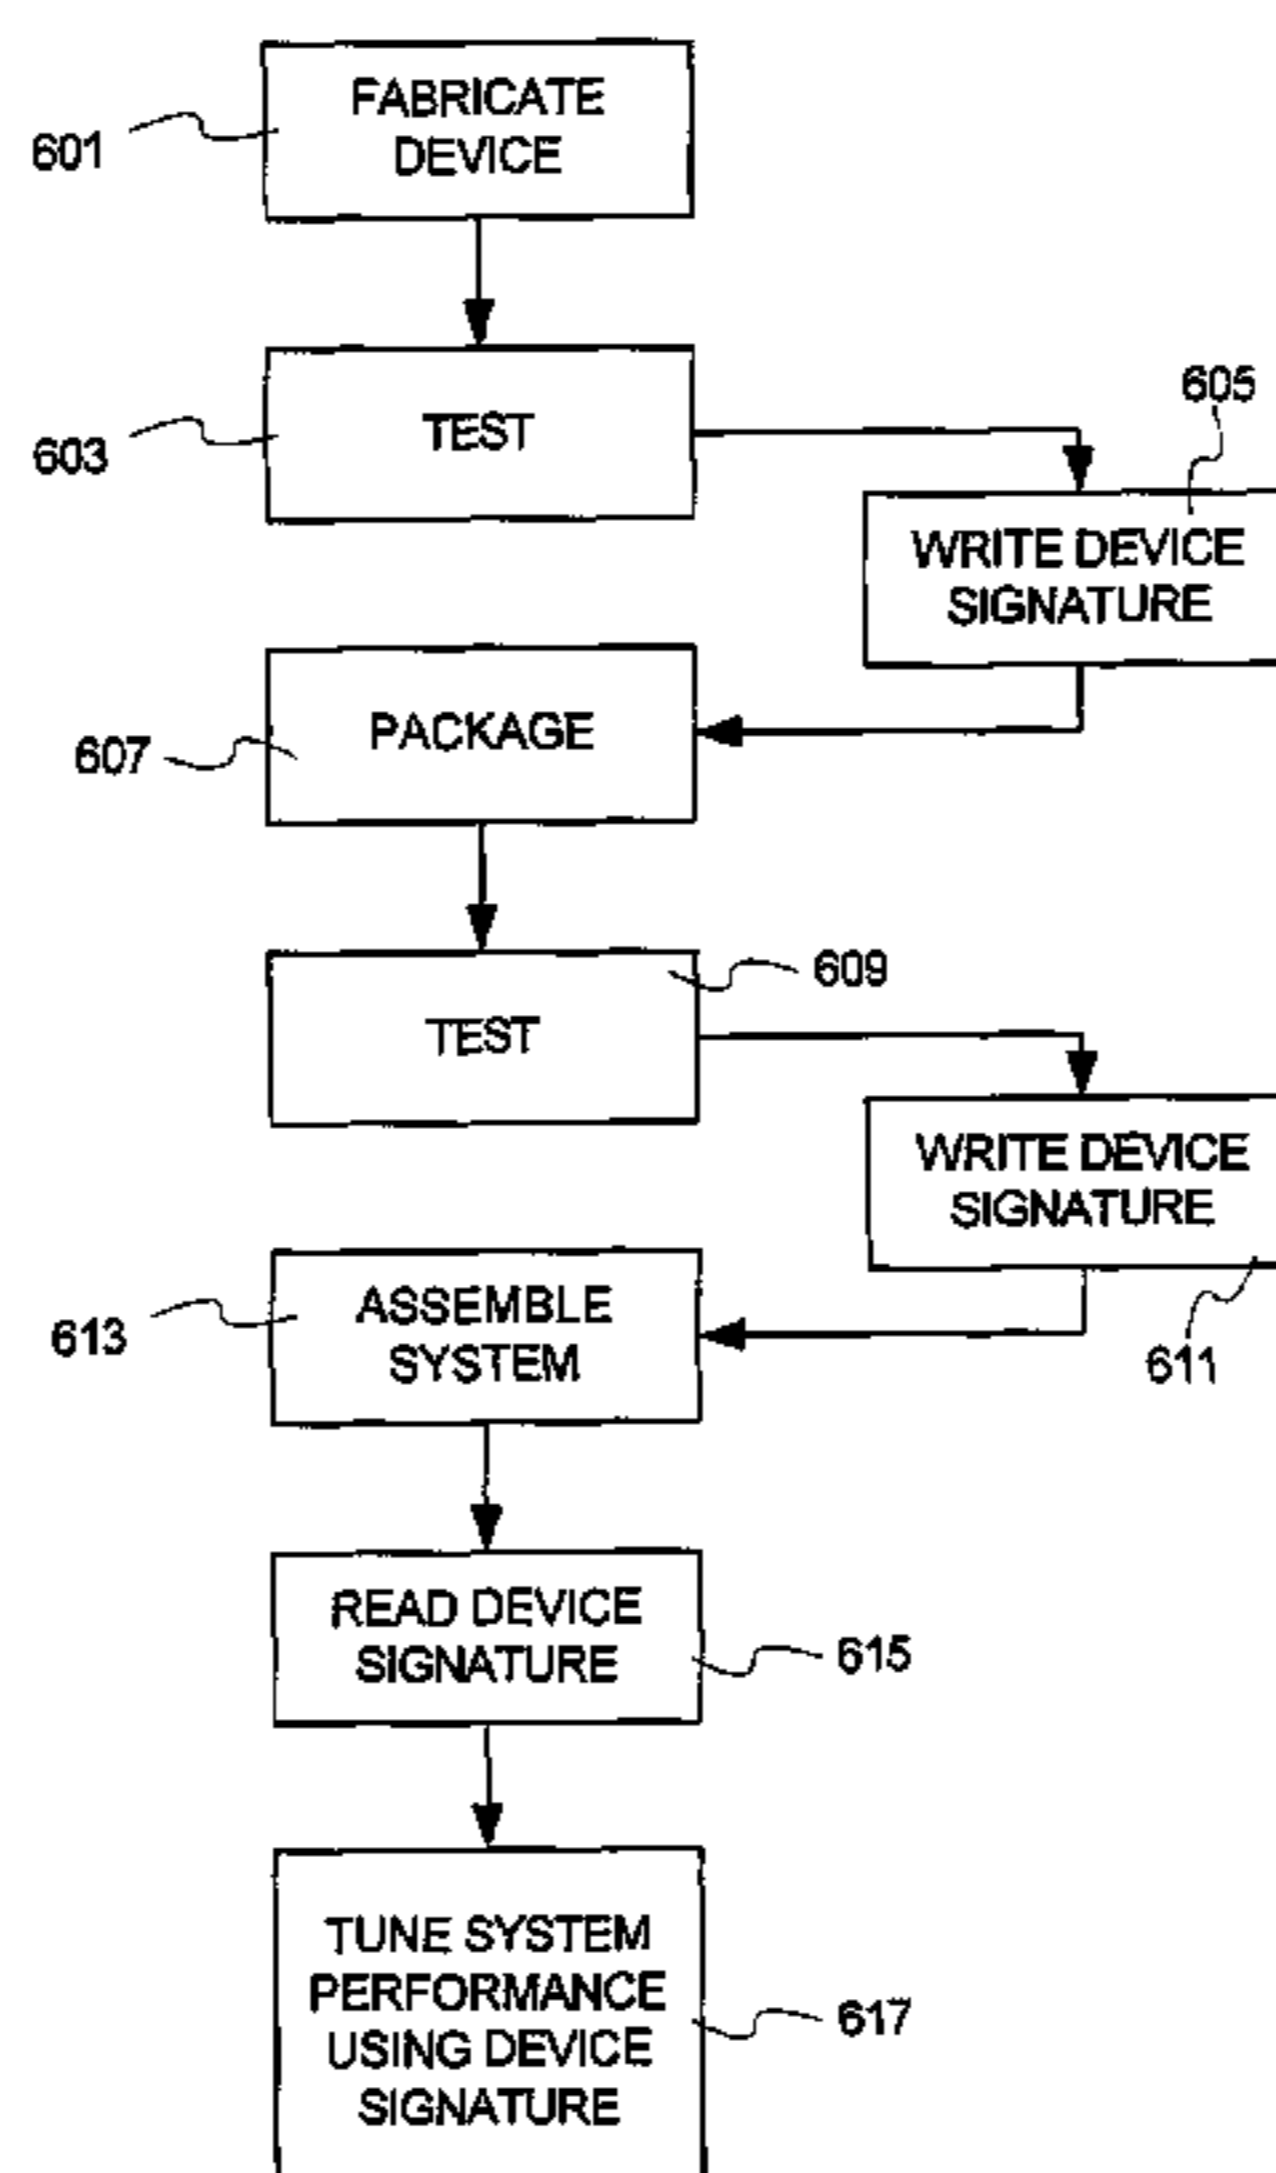 FABRICATE
DEVICE
601
TEST
603
605
WRITE DEVICE
SIGNATURE
PACKAGE
607
609
TEST
WRITE DEVICE
SIGNATURE
611
ASSEMBLE
SYSTEM
613
READ DEVICE
SIGNATURE
615
TUNE SYSTEM
PERFORMANCE
USING DEVICE
SIGNATURE
617